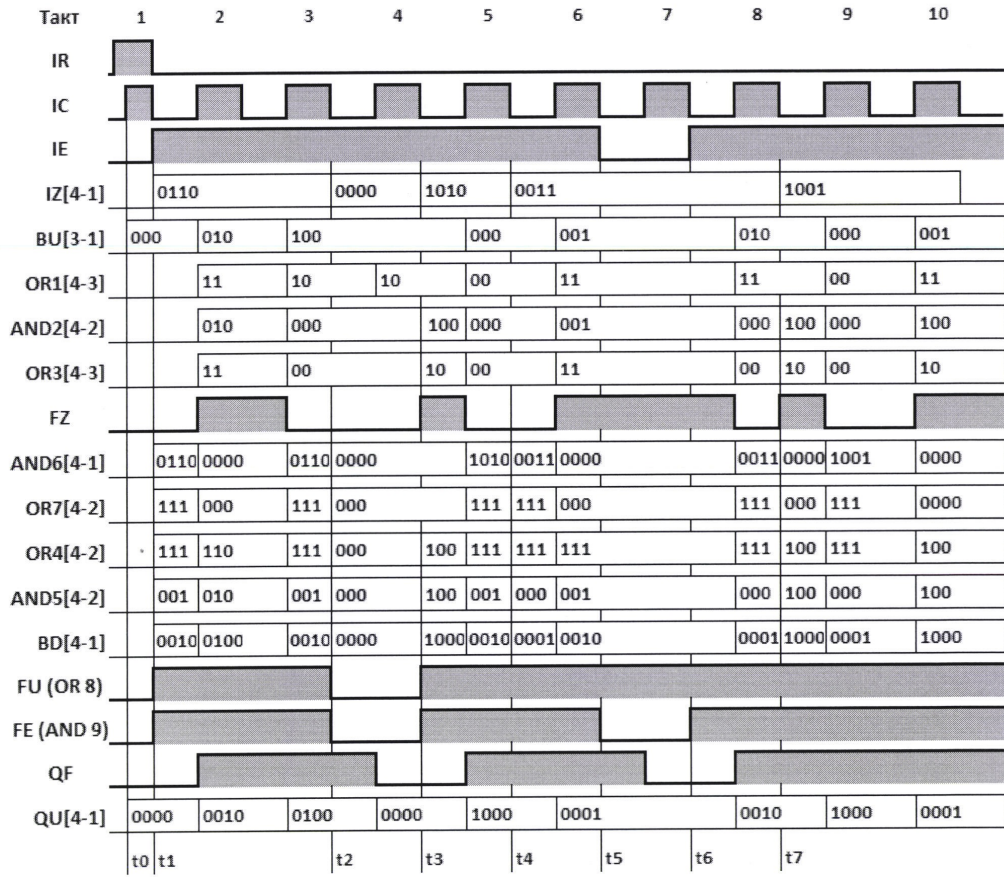 Такт 1 2 3 4 5 6 7 8 9 10
IR
IC
IE
IZ[4-1] 0110 0000 1010 0011 1001
BU[3-1] 000 010 100 000 001 010 000 001
OR1[4-3] 11 10 10 00 11 11 00 11
AND2[4-2] 010 000 100 000 001 000 100 000 100
OR3[4-3] 11 00 10 00 11 00 10 00 10
FZ
AND6[4-1] 0110 0000 0110 0000 1010 0011 0000 0011 0000 1001 0000
OR7[4-2] 111 000 111 000 111 111 000 111 000 111 0000
OR4[4-2] 111 110 111 000 100 111 111 111 111 100 111 100
AND5[4-2] 001 010 001 000 100 001 000 001 000 100 000 100
BD[4-1] 0010 0100 0010 0000 1000 0010 0001 0010 0001 1000 0001 1000
FU (OR 8)
FE (AND 9)
QF
QU[4-1] 0000 0010 0100 0000 1000 0001 0010 1000 0001
t0 t1 t2 t3 t4 t5 t6 t7